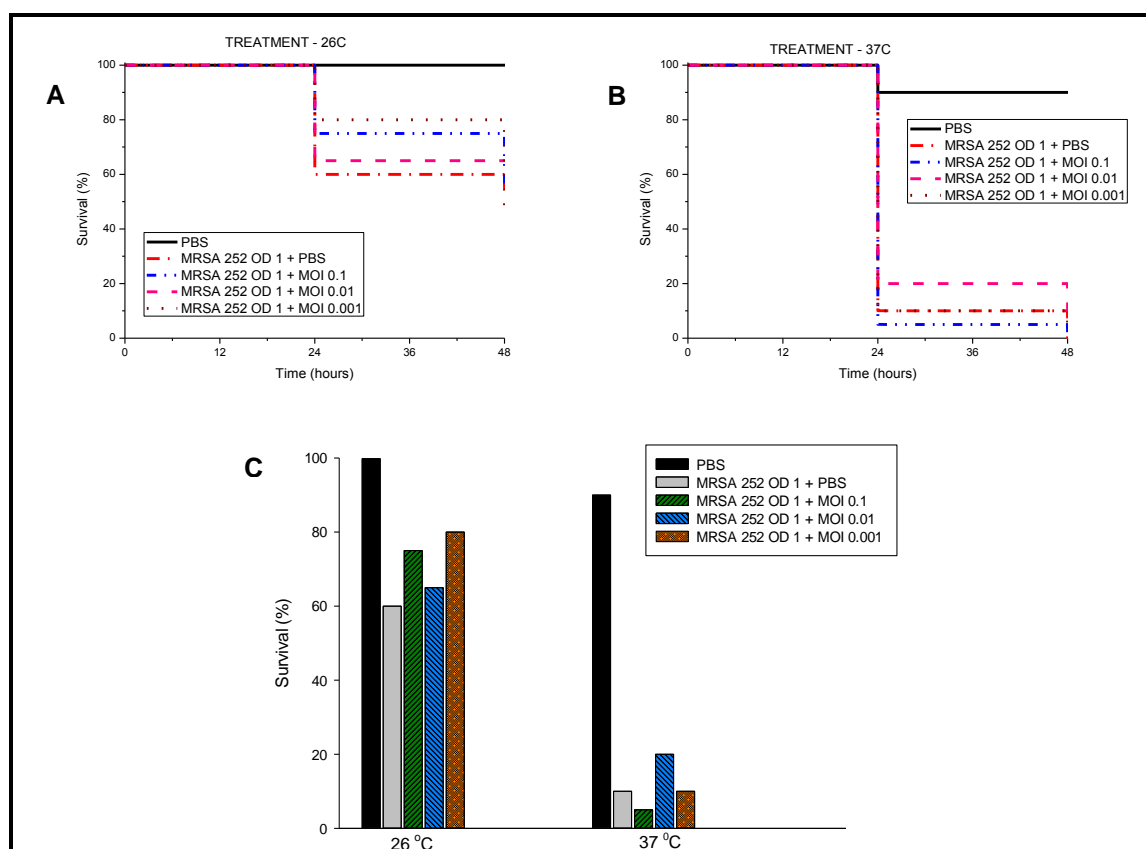 TREATMENT - 26C
A
100
80
60
40
20
0
Survival (%)
PBS
MRSA 252 OD 1 + PBS
MRSA 252 OD 1 + MOI 0.1
MRSA 252 OD 1 + MOI 0.01
MRSA 252 OD 1 + MOI 0.001
0 12 24 36 48
Time (hours)
TREATMENT - 37C
B
100
80
60
40
20
0
Survival (%)
PBS
MRSA 252 OD 1 + PBS
MRSA 252 OD 1 + MOI 0.1
MRSA 252 OD 1 + MOI 0.01
MRSA 252 OD 1 + MOI 0.001
0 12 24 36 48
Time (hours)
C
100
80
60
40
20
0
Survival (%)
PBS
MRSA 252 OD 1 + PBS
MRSA 252 OD 1 + MOI 0.1
MRSA 252 OD 1 + MOI 0.01
MRSA 252 OD 1 + MOI 0.001
26 °C 37 °C